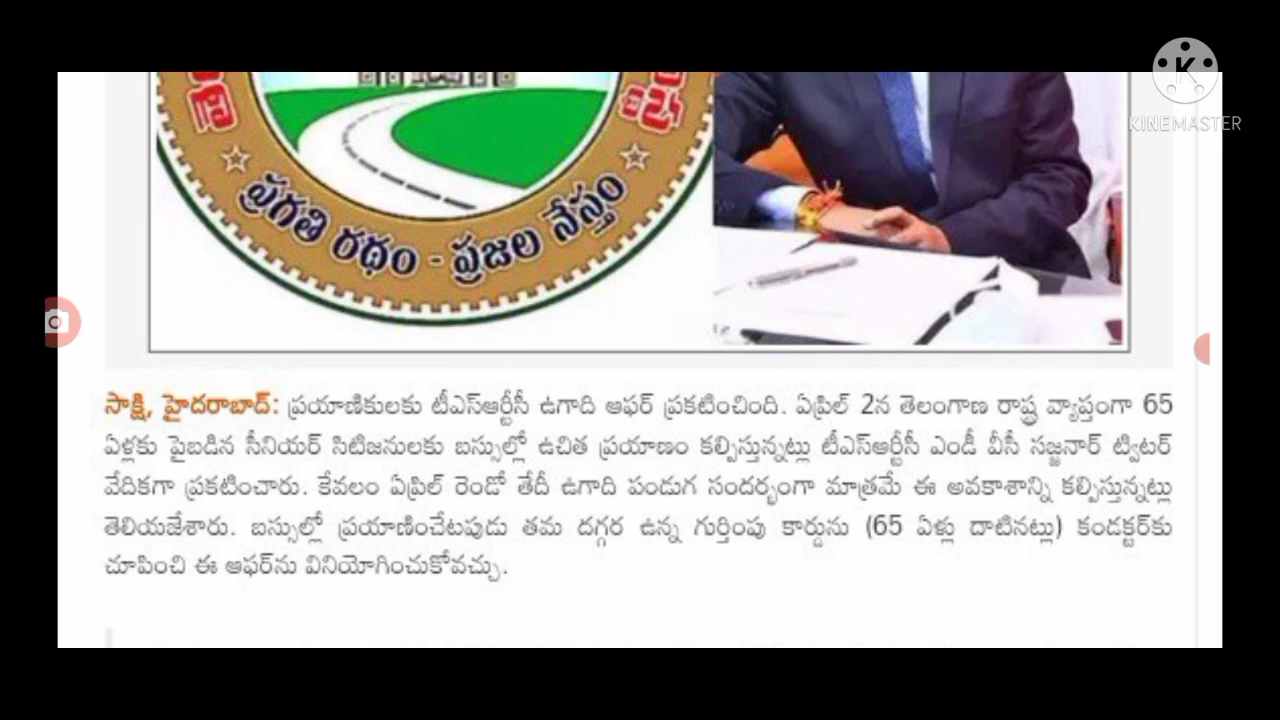 KINEMASTER
ప్రగతి రథం - ప్రజల నేస్తం
సాక్షి, హైదరాబాద్: ప్రయాణికులకు టీఎస్ఆర్టీసీ ఉగాది ఆఫర్ ప్రకటించింది. ఏప్రిల్ 2న తెలంగాణ రాష్ట్ర వ్యాప్తంగా 65
ఏళ్లకు పైబడిన సీనియర్ సిటిజనులకు బస్సుల్లో ఉచిత ప్రయాణం కల్పిస్తున్నట్లు టీఎస్ఆర్టీసీ ఎండీ వీసీ సజ్జనార్ ట్విటర్
వేదికగా ప్రకటించారు. కేవలం ఏప్రిల్ రెండో తేదీ ఉగాది పండుగ సందర్భంగా మాత్రమే ఈ అవకాశాన్ని కల్పిస్తున్నట్లు
తెలియజేశారు. బస్సుల్లో ప్రయాణించేటపుడు తమ దగ్గర ఉన్న గుర్తింపు కార్డును (65 ఏళ్లు దాటినట్లు) కండక్టర్‌కు
చూపించి ఈ ఆఫర్‌ను వినియోగించుకోవచ్చు.